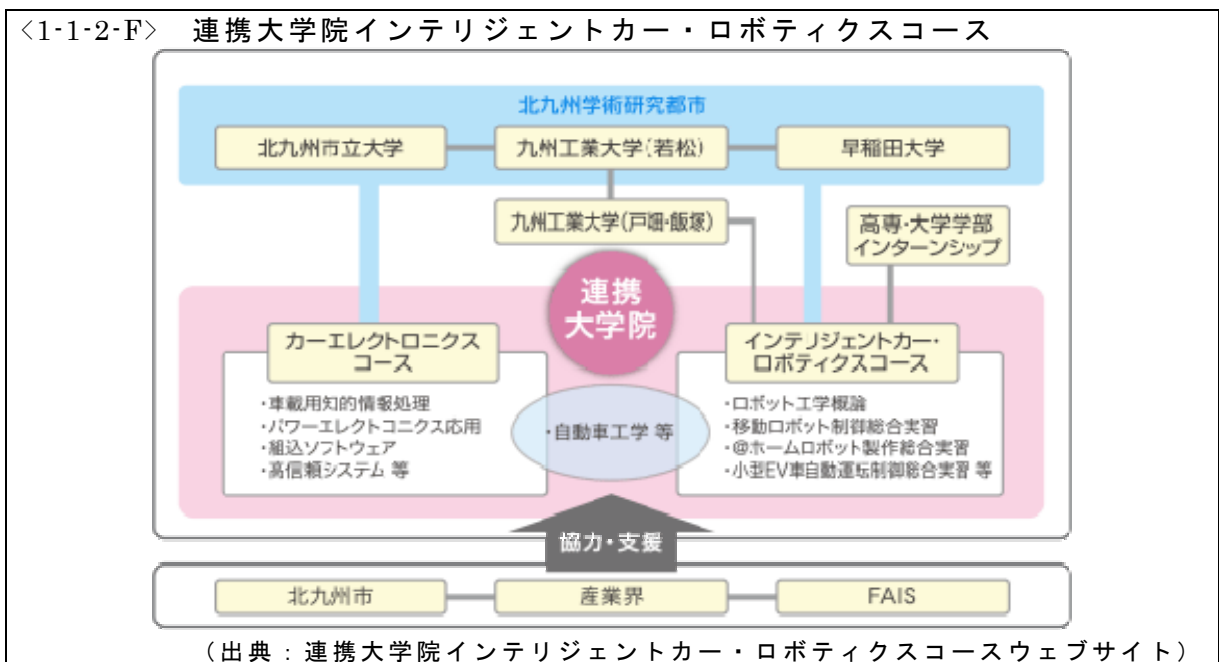 <1-1-2-F> 連携大学院インテリジェントカー・ロボティクスコース
北九州学術研究都市
北九州市立大学
九州工業大学(若松)
早稲田大学
九州工業大学(戸畑・飯塚)
高専・大学学部
インターンシップ
連携
大学院
カーエレクトロニクス
コース
・車載用知的情報処理
・パワーエレクトコニクス応用
・組込ソフトウェア
・高信頼システム 等
・自動車工学 等
インテリジェントカー・
ロボティクスコース
・ロボット工学概論
・移動ロボット制御総合実習
・@ホームロボット製作総合実習
・小型EV車自動運転制御総合実習 等
協力・支援
北九州市
産業界
FAIS
(出典:連携大学院インテリジェントカー・ロボティクスコースウェブサイト)